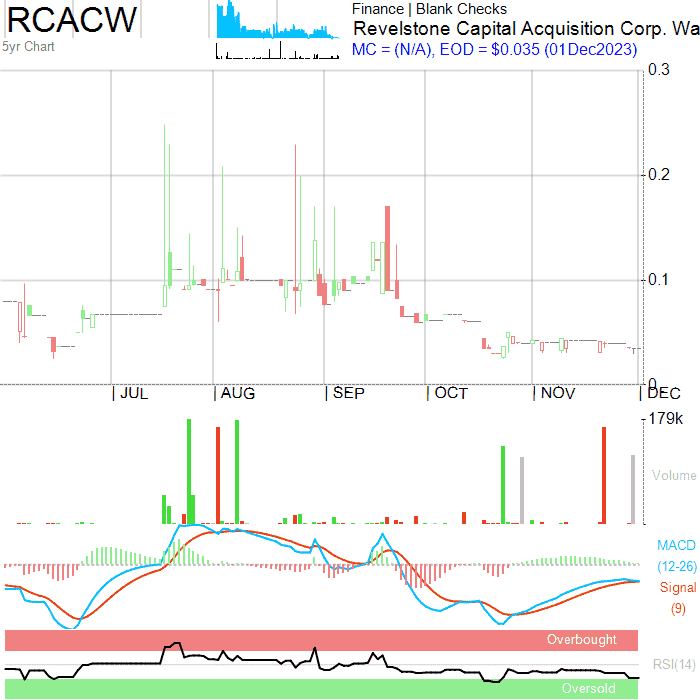 RCACW
Finance | Blank Checks
Revelstone Capital Acquisition Corp. Wa
5yr Chart
MC = (N/A), EOD = $0.035 (01Dec2023)
0.3
0.2
0.1
0
JUL AUG SEP OCT NOV DEC
179k
Volume
MACD
(12-26)
Signal
(9)
Overbought
RSI(14)
Oversold